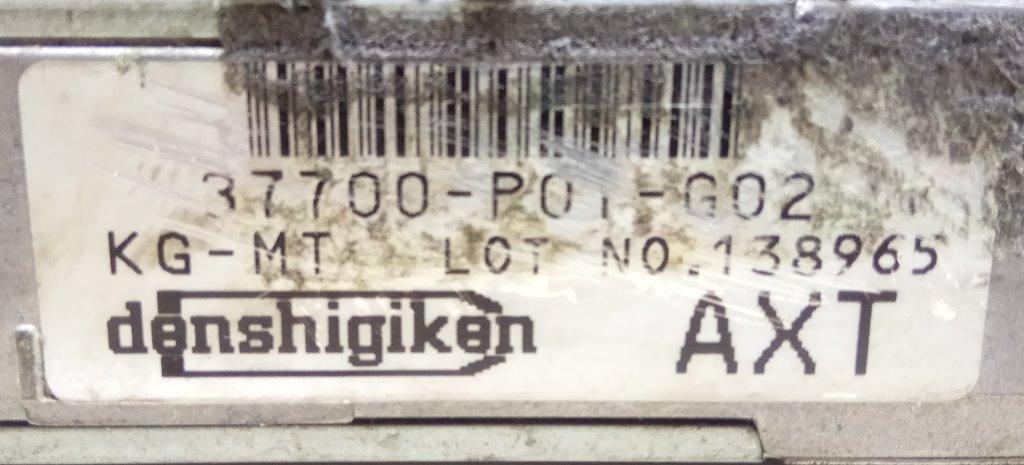 37700-P01-G02
KG-MT LOT NO.138965
denshigiken AXT